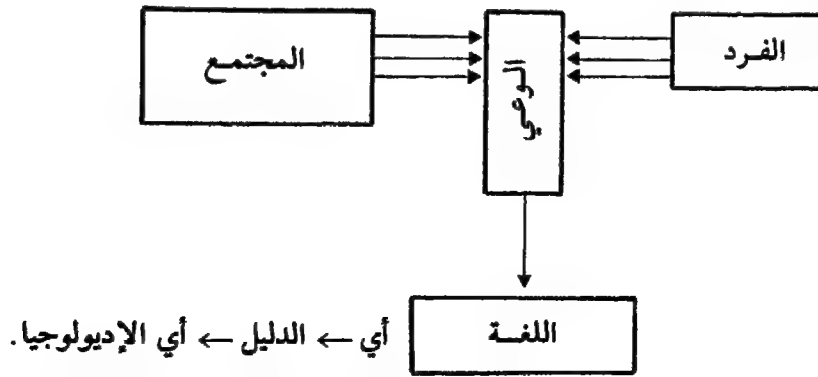 الفرد
المجتمع
الوعي
اللغة
أي ← الدليل ← أي الإديولوجيا.